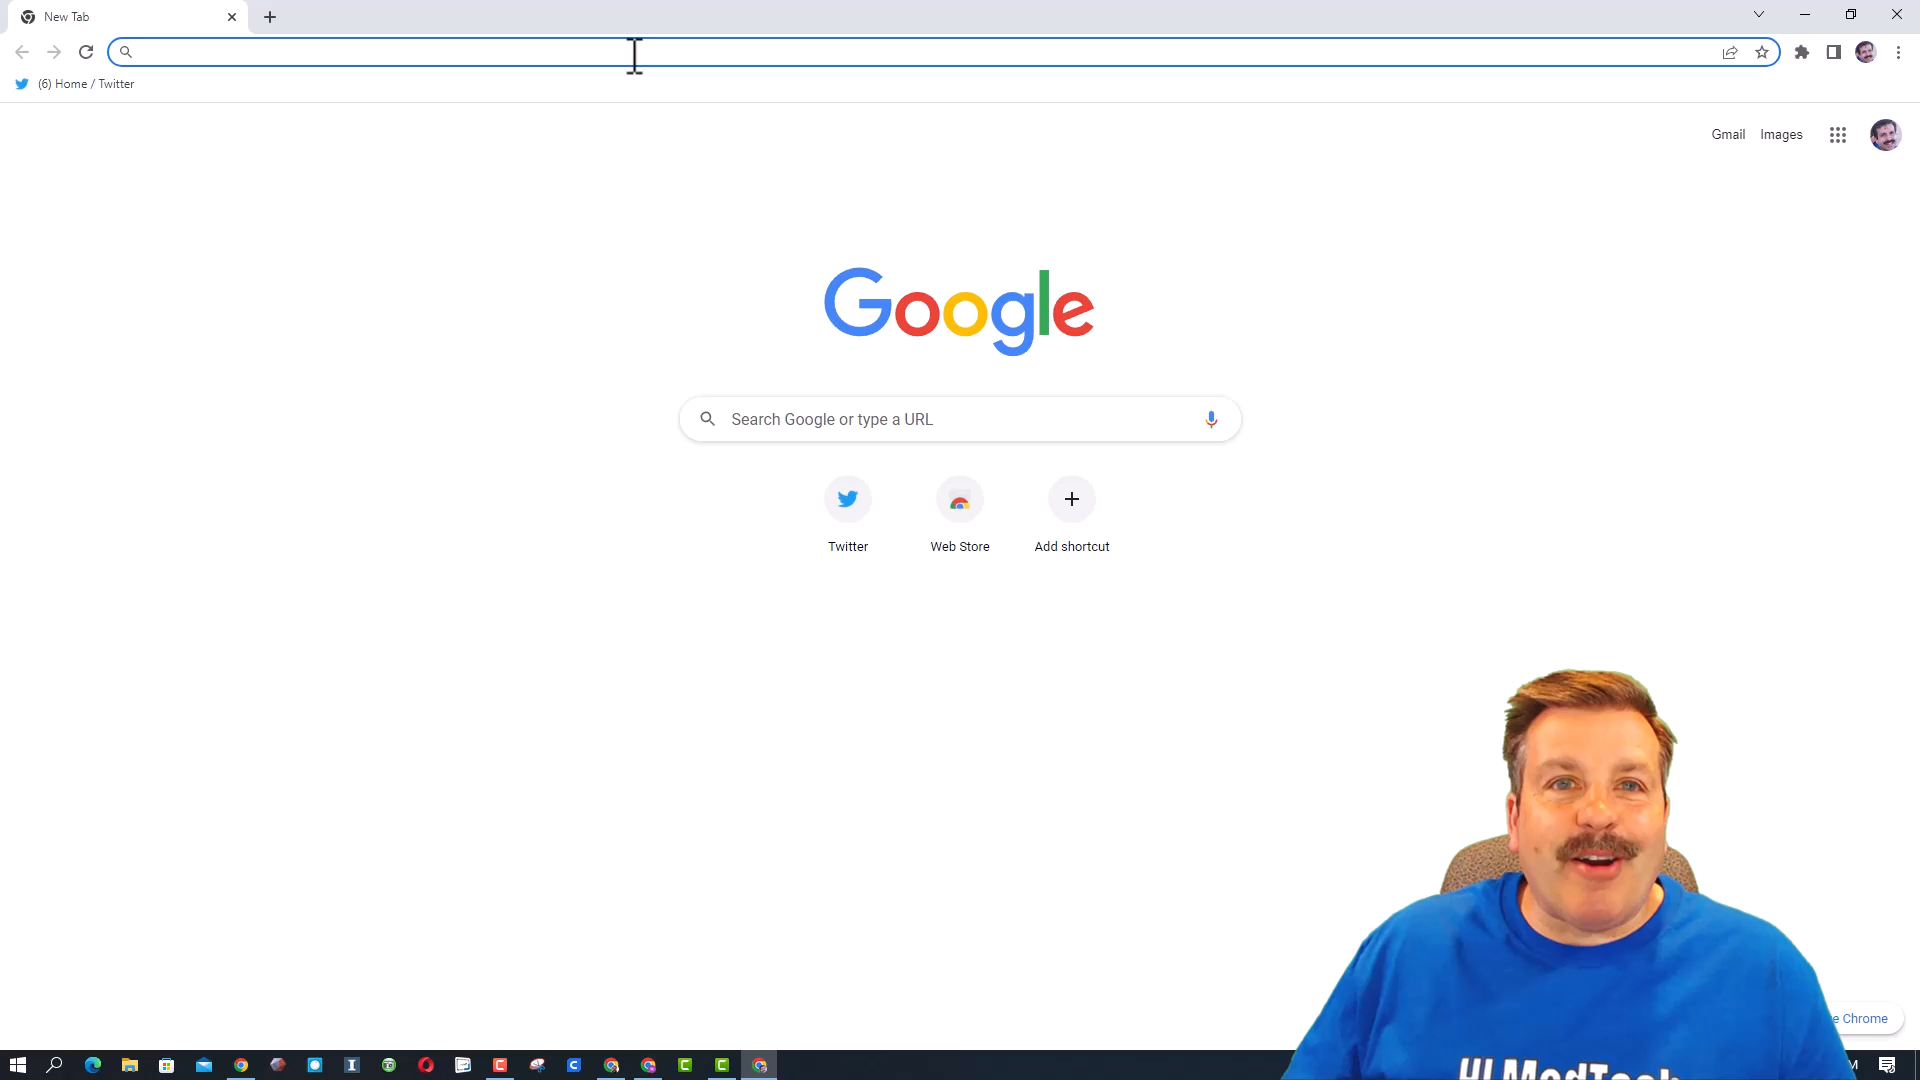 New Tab
(6) Home / Twitter
Gmail Images
Google
Search Google or type a URL
Twitter Web Store Add shortcut
Chrome